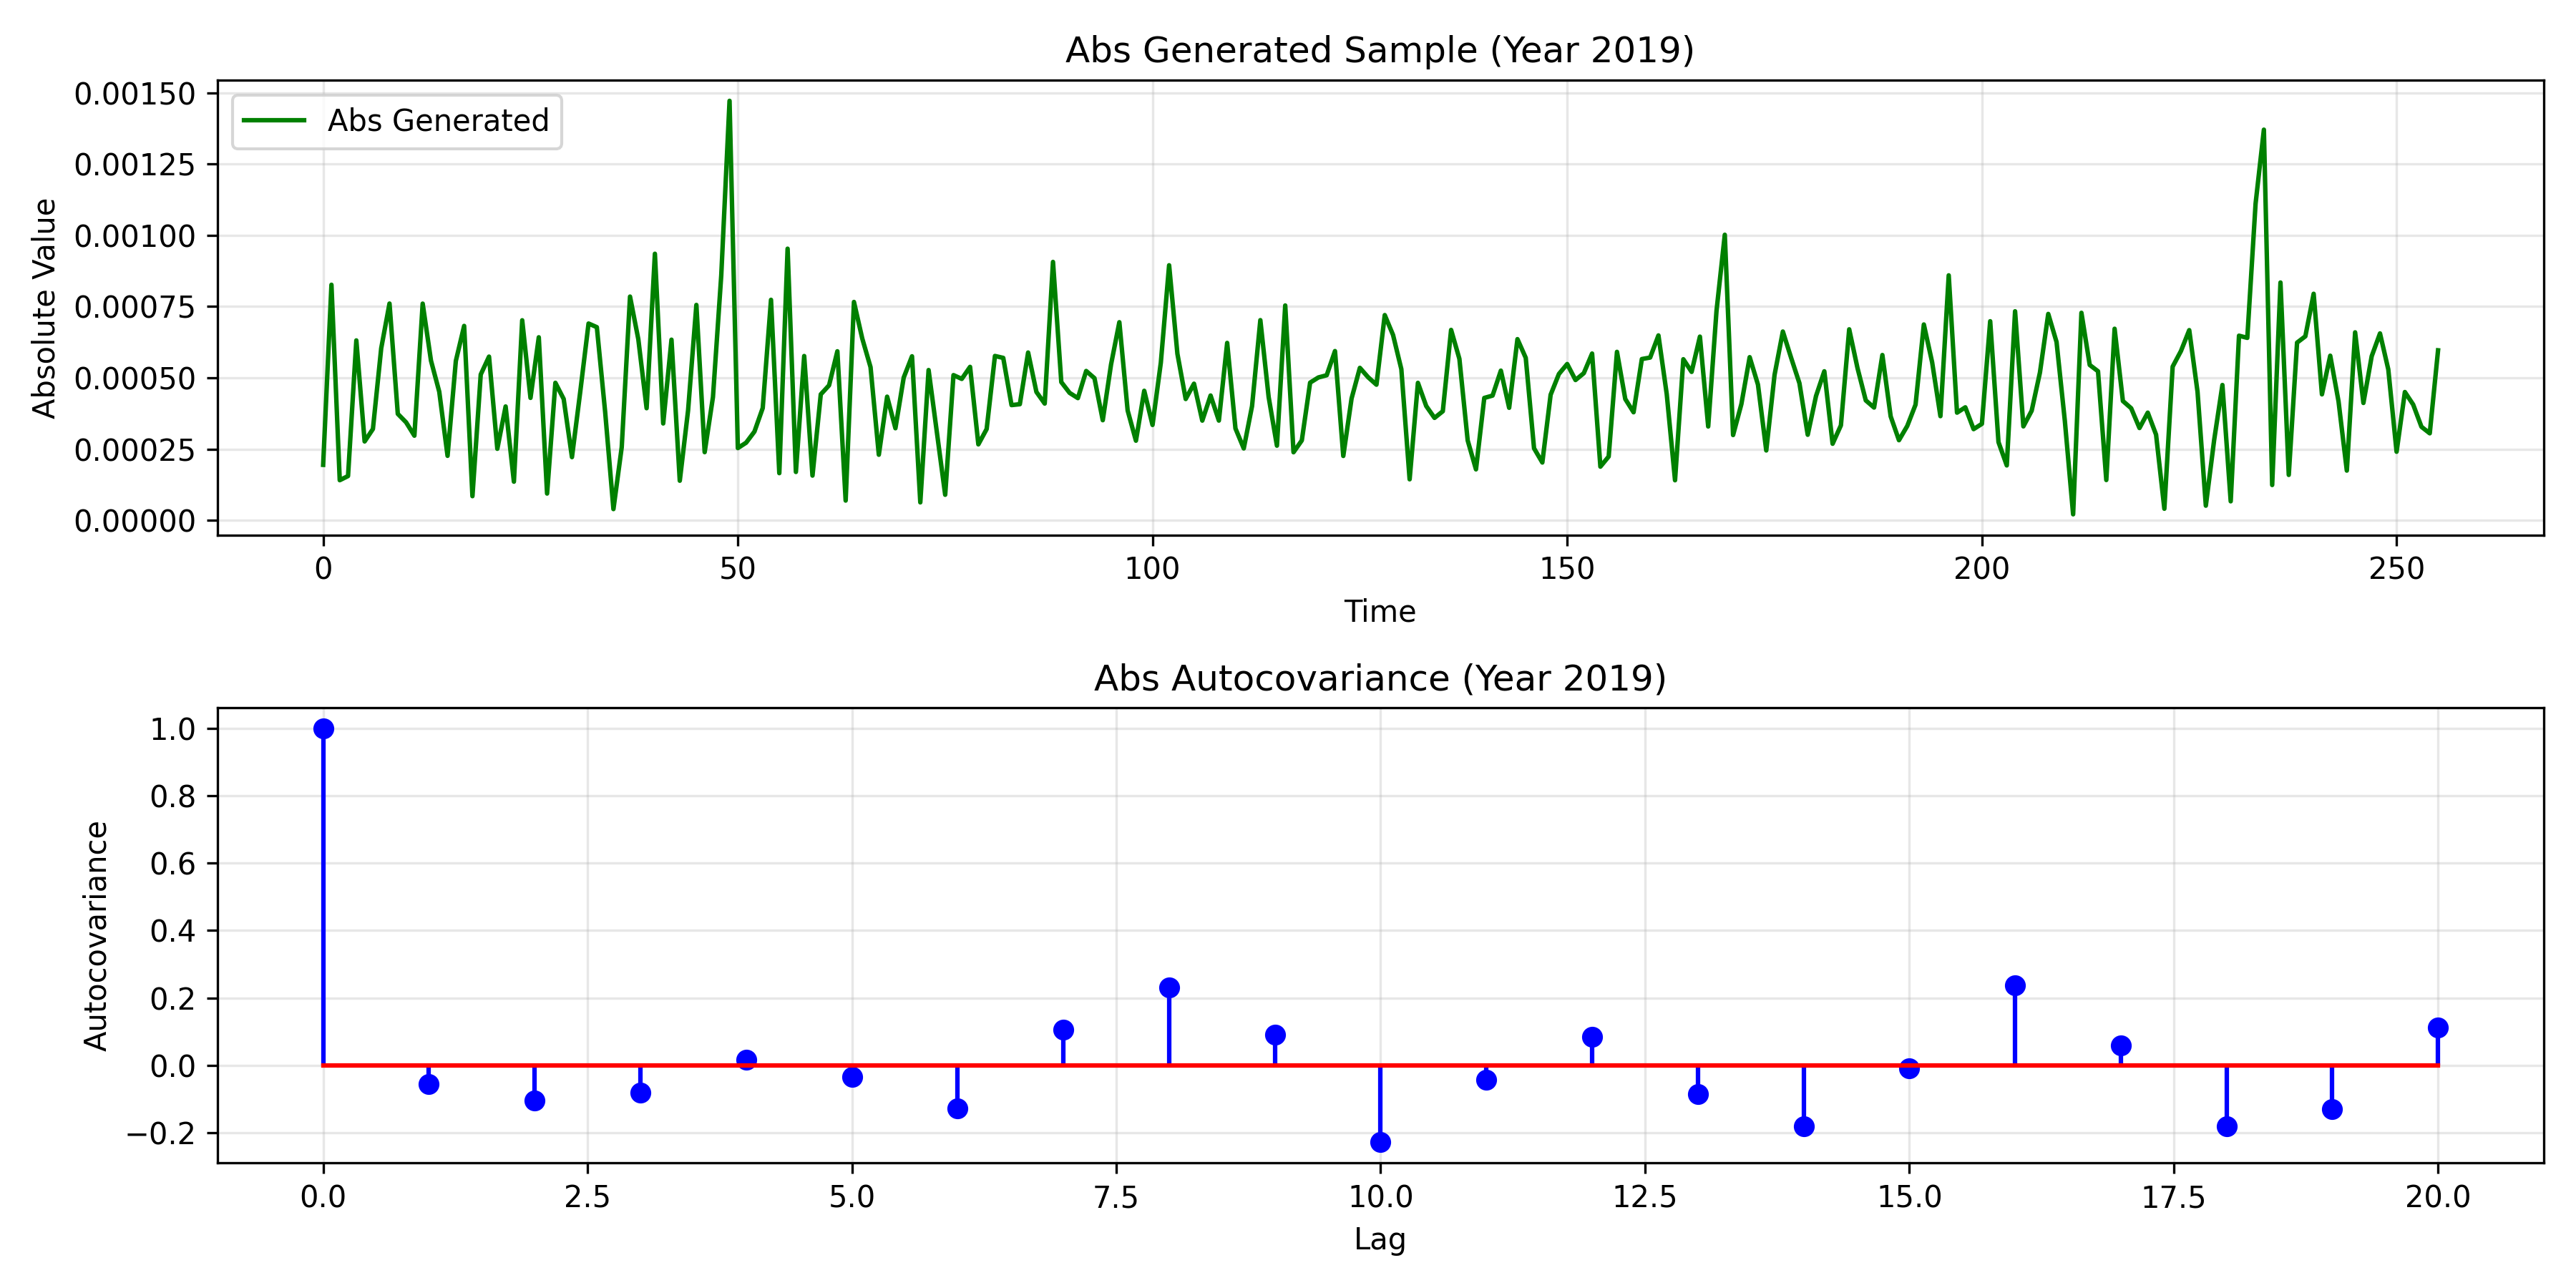 Abs Generated Sample (Year 2019)
Abs Generated
Absolute Value
0.00150
0.00125
0.00100
0.00075
0.00050
0.00025
0.00000
0 50 100 150 200 250
Time
Abs Autocovariance (Year 2019)
Autocovariance
1.0
0.8
0.6
0.4
0.2
0.0
−0.2
0.0 2.5 5.0 7.5 10.0 12.5 15.0 17.5 20.0
Lag